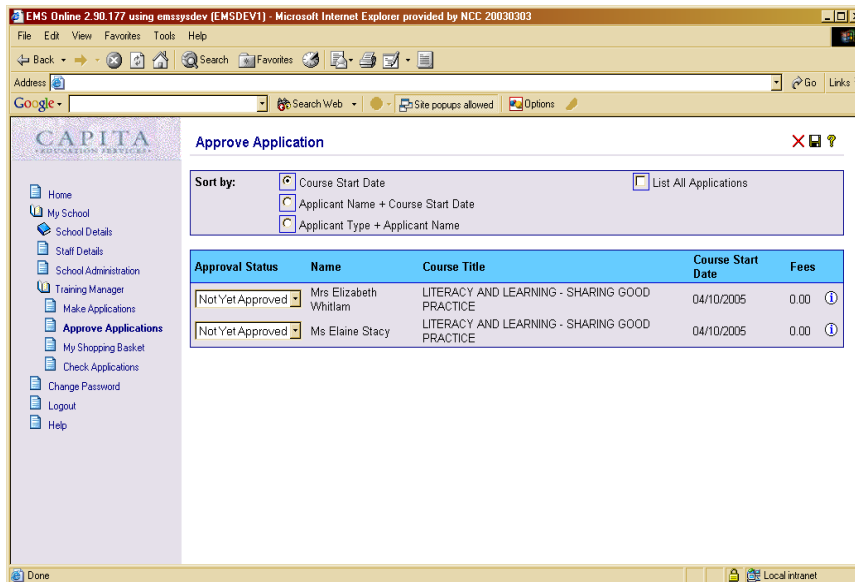 EMS Online 2.90.177 using emssysdev (EMSDEV1) - Microsoft Internet Explorer provided by NCC 20030303
File Edit View Favorites Tools Help
Back Search Favorites
Address Go Links
Google Search Web Site popups allowed Options
CAPITA
EDUCATION SERVICES
Approve Application
Home
My School
School Details
Staff Details
School Administration
Training Manager
Make Applications
Approve Applications
My Shopping Basket
Check Applications
Change Password
Logout
Help
Sort by: Course Start Date List All Applications
Applicant Name + Course Start Date
Applicant Type + Applicant Name
Approval Status Name Course Title Course Start Date Fees
Not Yet Approved Mrs Elizabeth Whitlam LITERACY AND LEARNING - SHARING GOOD PRACTICE 04/10/2005 0.00
Not Yet Approved Ms Elaine Stacy LITERACY AND LEARNING - SHARING GOOD PRACTICE 04/10/2005 0.00
Done Local intranet